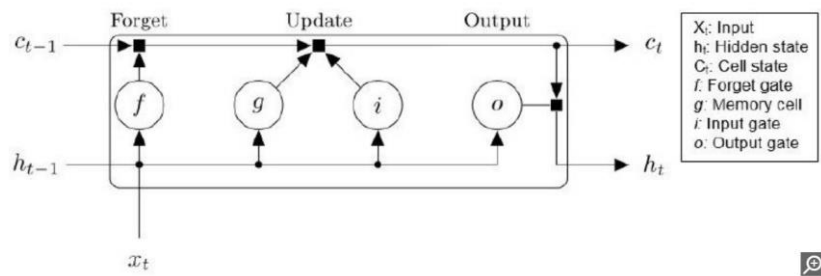 Forget Update Output
c_{t-1} c_t
f g i o
h_{t-1} h_t
x_t
X_t: Input
h_t: Hidden state
C_t: Cell state
f: Forget gate
g: Memory cell
i: Input gate
o: Output gate